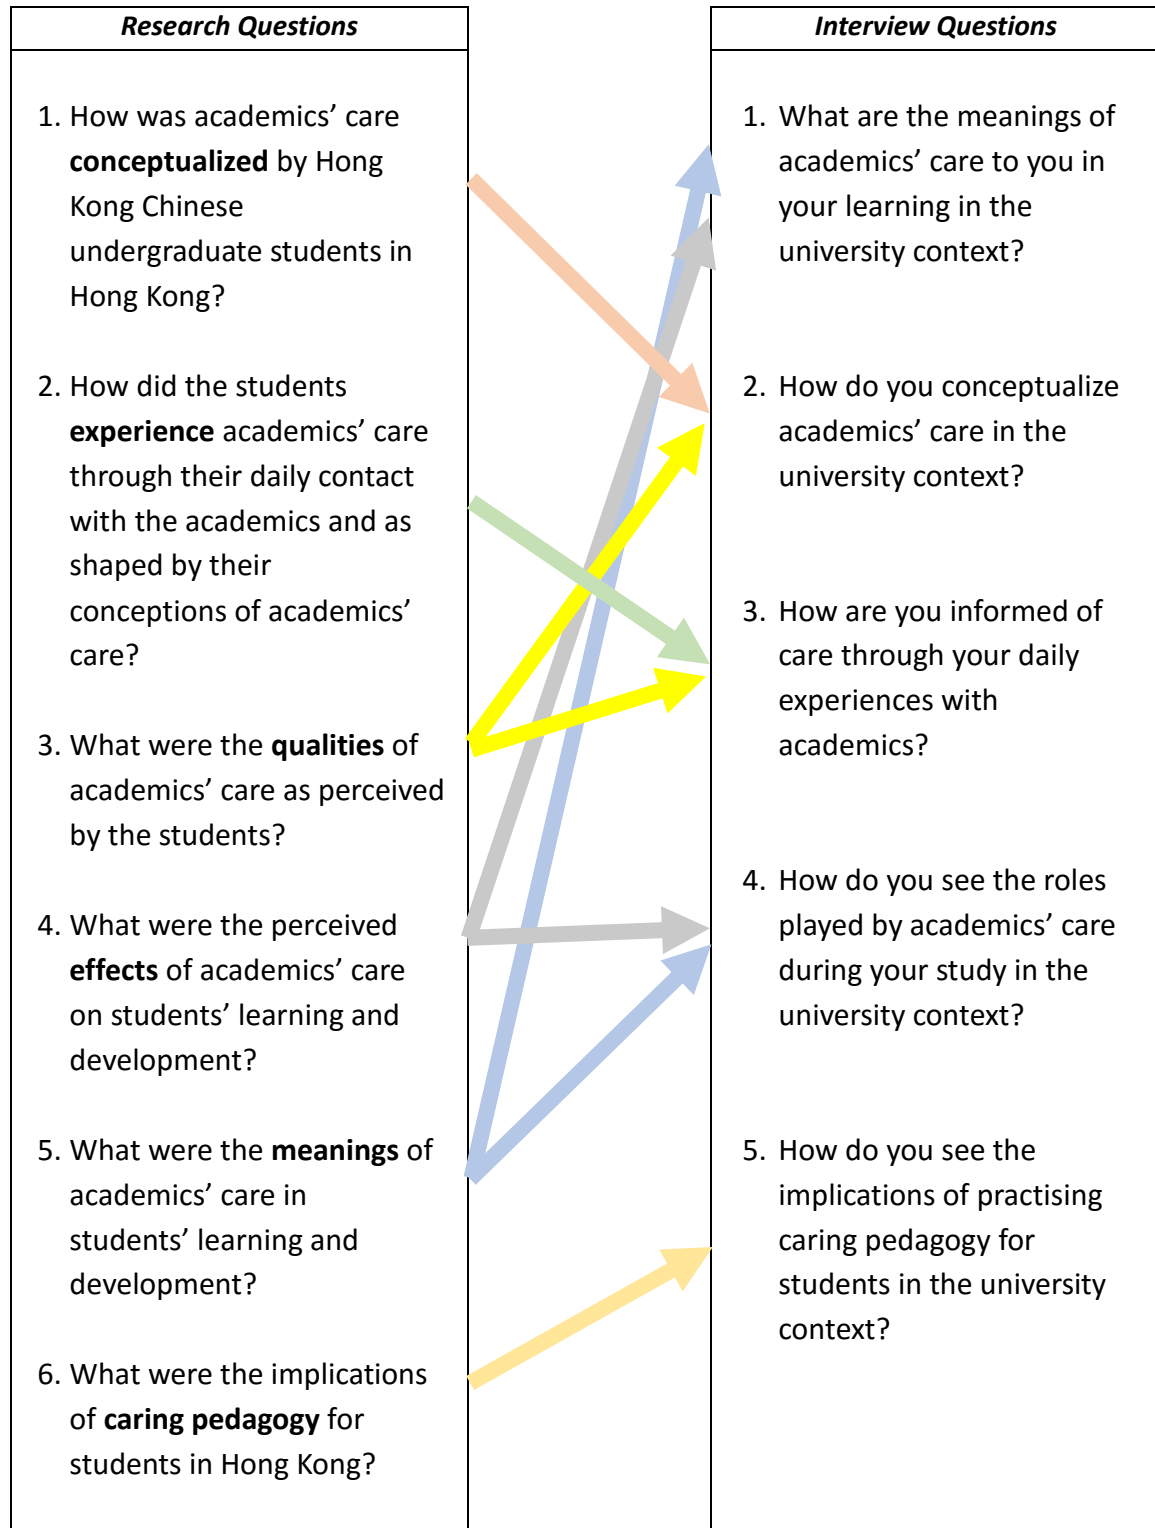 Research Questions
1. How was academics’ care
conceptualized by Hong
Kong Chinese
undergraduate students in
Hong Kong?
2. How did the students
experience academics’ care
through their daily contact
with the academics and as
shaped by their
conceptions of academics’
care?
3. What were the qualities of
academics’ care as perceived
by the students?
4. What were the perceived
effects of academics’ care
on students’ learning and
development?
5. What were the meanings of
academics’ care in
students’ learning and
development?
6. What were the implications
of caring pedagogy for
students in Hong Kong?
Interview Questions
1. What are the meanings of
academics’ care to you in
your learning in the
university context?
2. How do you conceptualize
academics’ care in the
university context?
3. How are you informed of
care through your daily
experiences with
academics?
4. How do you see the roles
played by academics’ care
during your study in the
university context?
5. How do you see the
implications of practising
caring pedagogy for
students in the university
context?